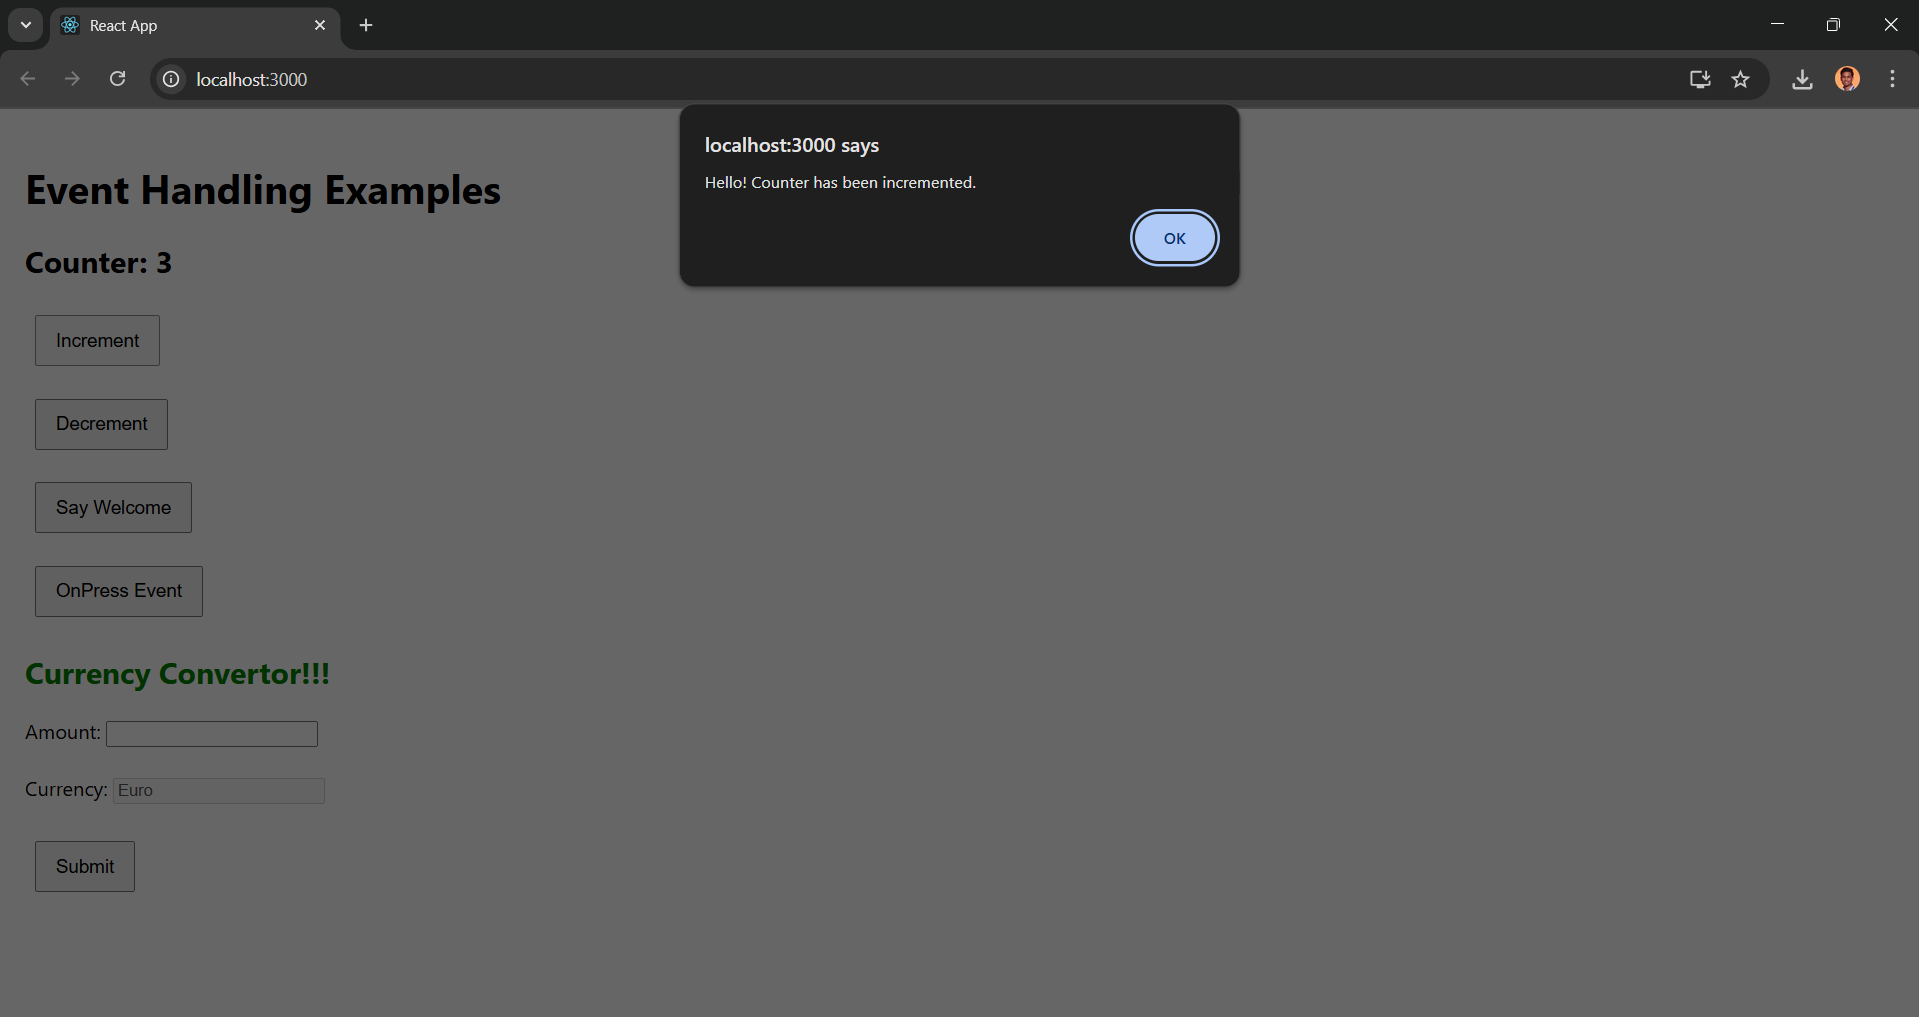 React App
localhost:3000
localhost:3000 says
Hello! Counter has been incremented.
OK
Event Handling Examples
Counter: 3
Increment
Decrement
Say Welcome
OnPress Event
Currency Convertor!!!
Amount:
Currency: Euro
Submit